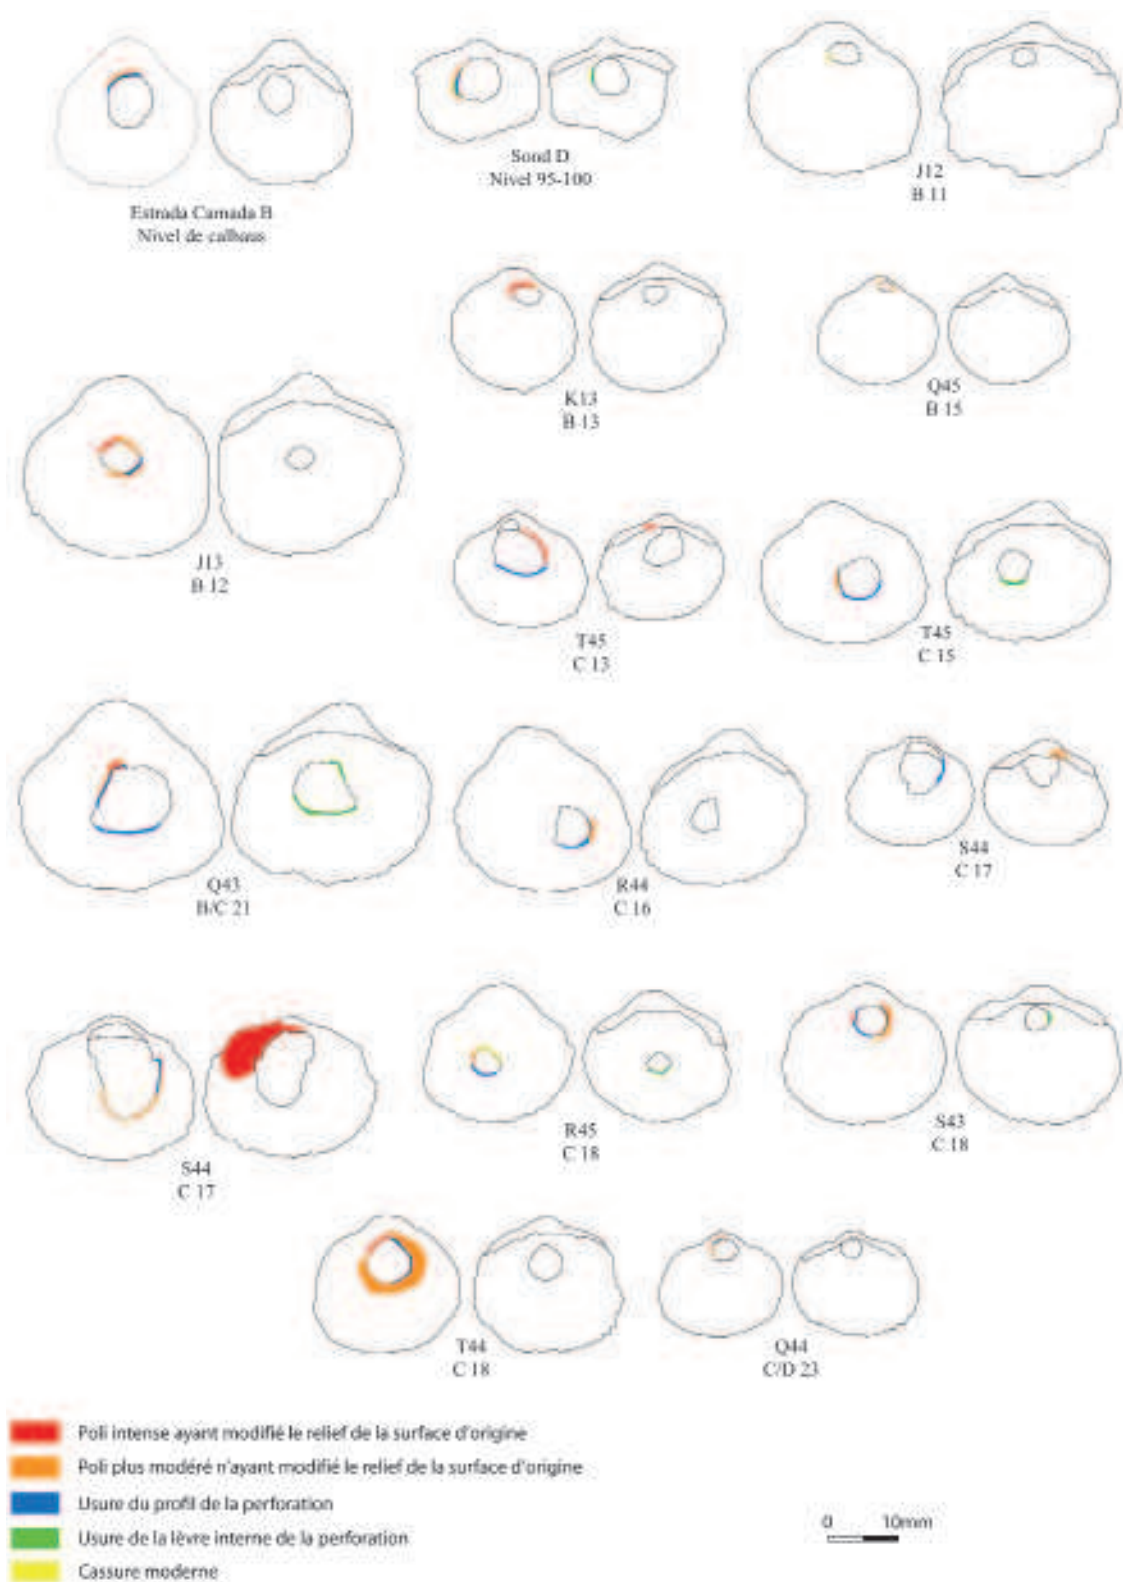 Estrada Camada B
Nivel de calhaus
Sond D
Nivel 95-100
J12
B 11
K13
B 13
Q45
B 15
J13
B 12
T45
C 13
T45
C 15
Q43
B/C 21
R44
C 16
S44
C 17
S44
C 17
R45
C 18
S43
C 18
T44
C 18
Q44
C/D 23
Poli intense ayant modifié le relief de la surface d'origine
Poli plus modéré n'ayant modifié le relief de la surface d'origine
Usure du profil de la perforation
Usure de la lèvre interne de la perforation
Cassure moderne
0 10mm